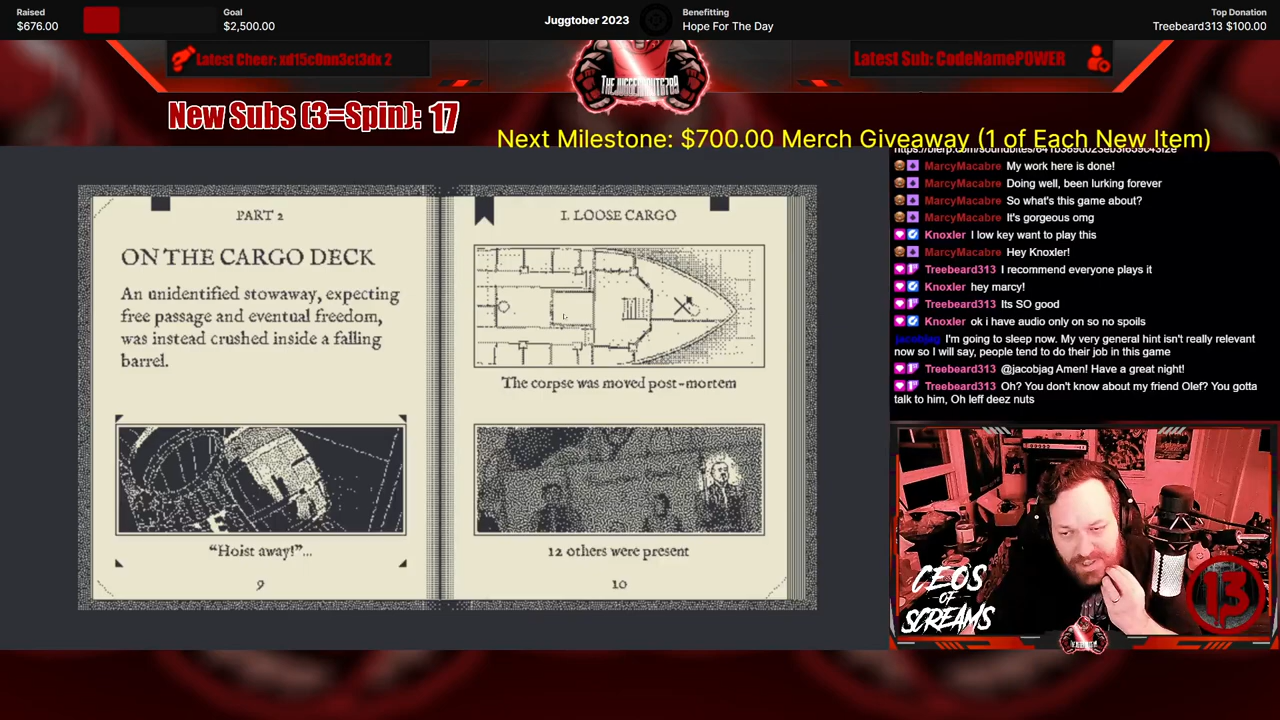 Raised
$676.00
Goal
$2,500.00
Juggtober 2023
Benefitting
Hope For The Day
Top Donation
Treebeard313 $100.00
Latest Cheer: xd15c0nn3ct3dx 2
THEJUGGERNAUTG789
Latest Sub: CodeNamePOWER
New Subs (3=Spin): 17
Next Milestone: $700.00 Merch Giveaway (1 of Each New Item)
MarcyMacabre My work here is done!
MarcyMacabre Doing well, been lurking forever
MarcyMacabre So what's this game about?
MarcyMacabre It's gorgeous omg
Knoxler I low key want to play this
MarcyMacabre Hey Knoxler!
Treebeard313 I recommend everyone plays it
Knoxler hey marcy!
Treebeard313 Its SO good
Knoxler ok i have audio only on so no spoils
jacobjag I'm going to sleep now. My very general hint isn't really relevant
now so I will say, people tend to do their job in this game
Treebeard313 @jacobjag Amen! Have a great night!
Treebeard313 Oh? You don't know about my friend Olef? You gotta
talk to him, Oh leff deez nuts
PART 2
ON THE CARGO DECK
An unidentified stowaway, expecting
free passage and eventual freedom,
was instead crushed inside a falling
barrel.
"Hoist away!"...
9
I. LOOSE CARGO
The corpse was moved post-mortem
12 others were present
10
CEOS
OF
SCREAMS
13